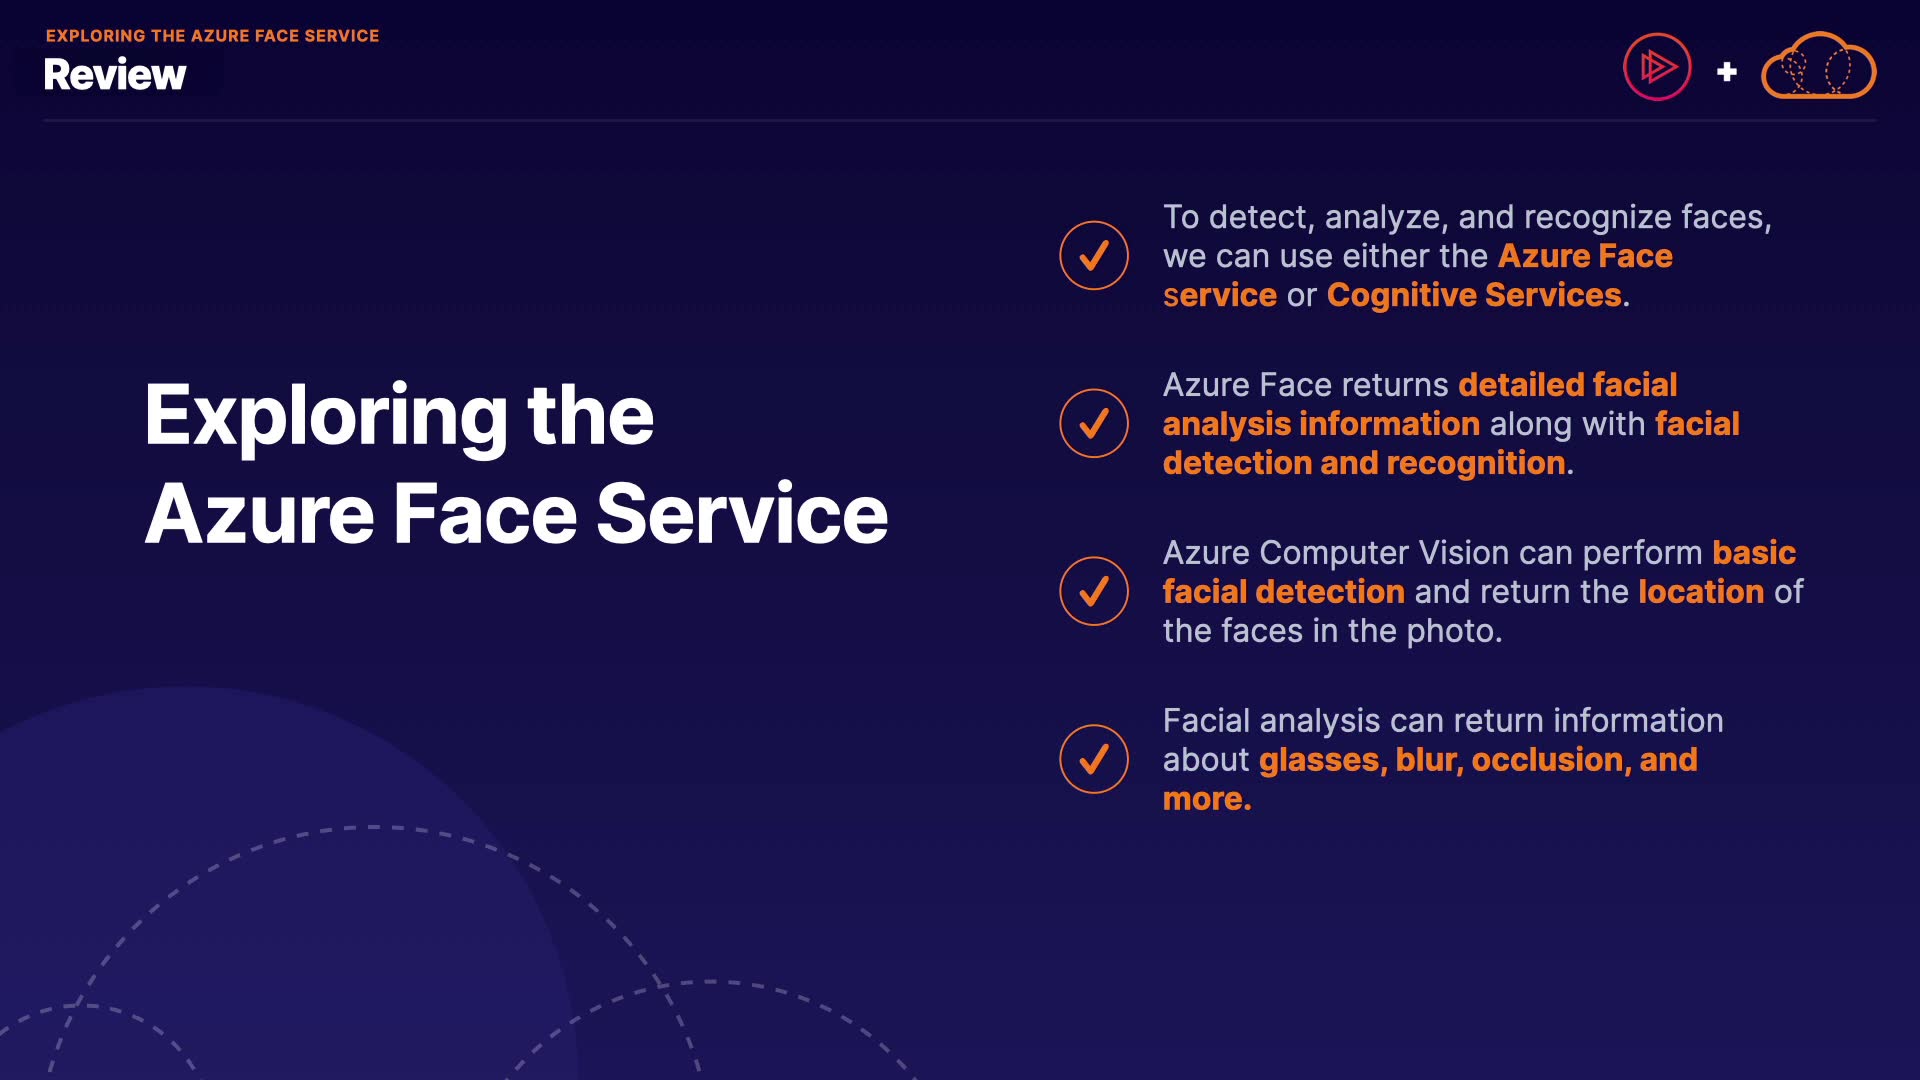 EXPLORING THE AZURE FACE SERVICE
Review
Exploring the
Azure Face Service
To detect, analyze, and recognize faces,
we can use either the Azure Face
service or Cognitive Services.
Azure Face returns detailed facial
analysis information along with facial
detection and recognition.
Azure Computer Vision can perform basic
facial detection and return the location of
the faces in the photo.
Facial analysis can return information
about glasses, blur, occlusion, and
more.